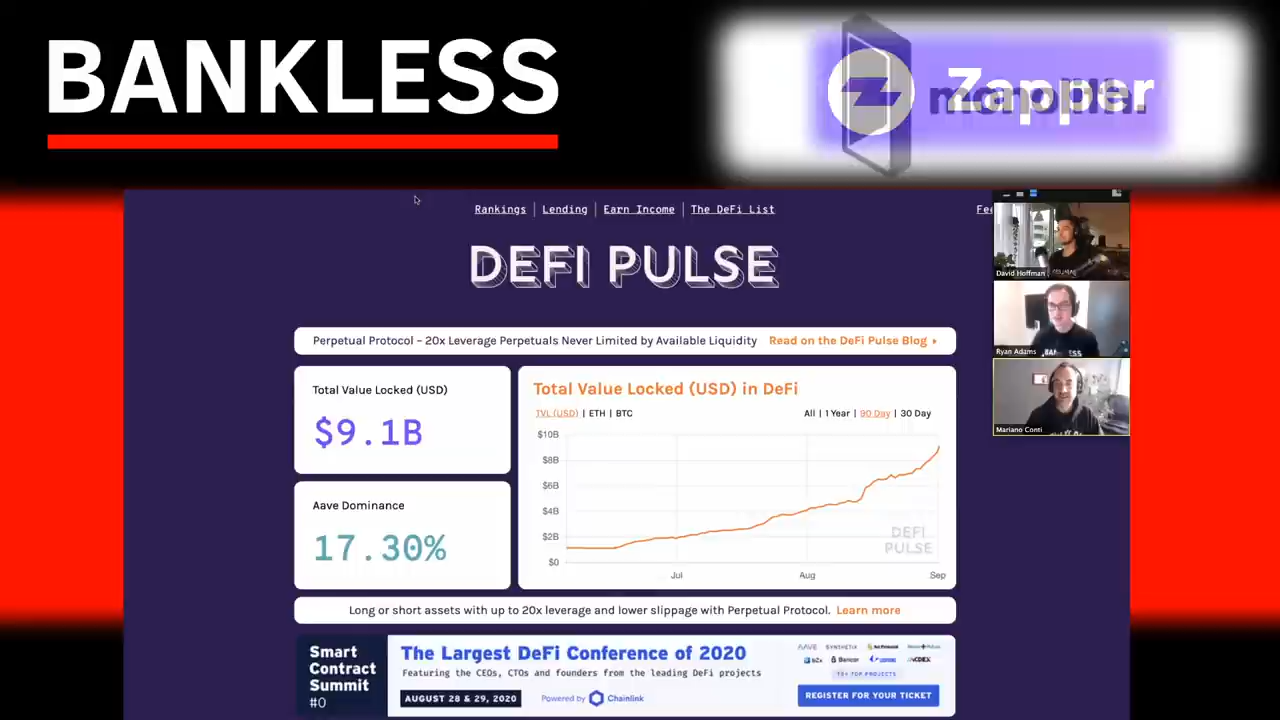 BANKLESS
Zapper
Rankings | Lending | Earn Income | The DeFi List
David Hoffman
Ryan Adams
Mariano Conti
DEFI PULSE
Perpetual Protocol – 20x Leverage Perpetuals Never Limited by Available Liquidity Read on the DeFi Pulse Blog
Total Value Locked (USD)
$9.1B
Aave Dominance
17.30%
Total Value Locked (USD) in DeFi
TVL (USD) | ETH | BTC
All | 1 Year | 90 Day | 30 Day
$10B
$8B
$6B
$4B
$2B
$0
Jul
Aug
Sep
DEFI
PULSE
Long or short assets with up to 20x leverage and lower slippage with Perpetual Protocol. Learn more
Smart
Contract
Summit
#0
The Largest DeFi Conference of 2020
Featuring the CEOs, CTOs and founders from the leading DeFi projects
AUGUST 28 & 29, 2020
Powered by Chainlink
AAVE SYNTHETIX
bZx Bancor
REGISTER FOR YOUR TICKET